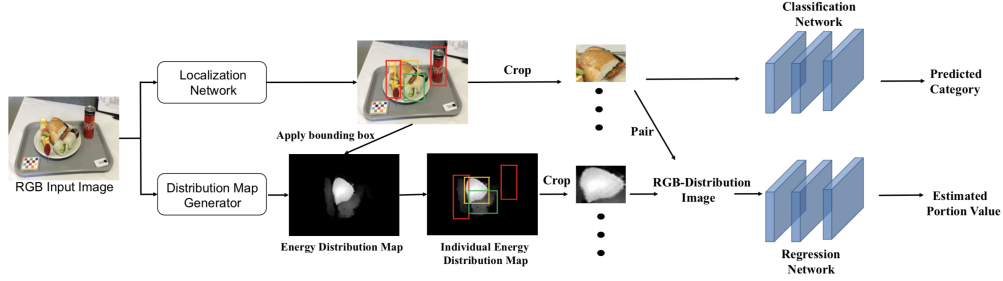 Classification
Network
Localization
Network
Crop
Predicted
Category
Apply bounding box
Pair
RGB Input Image
Distribution Map
Generator
Crop
RGB-Distribution
Image
Estimated
Portion Value
Energy Distribution Map
Individual Energy
Distribution Map
Regression
Network